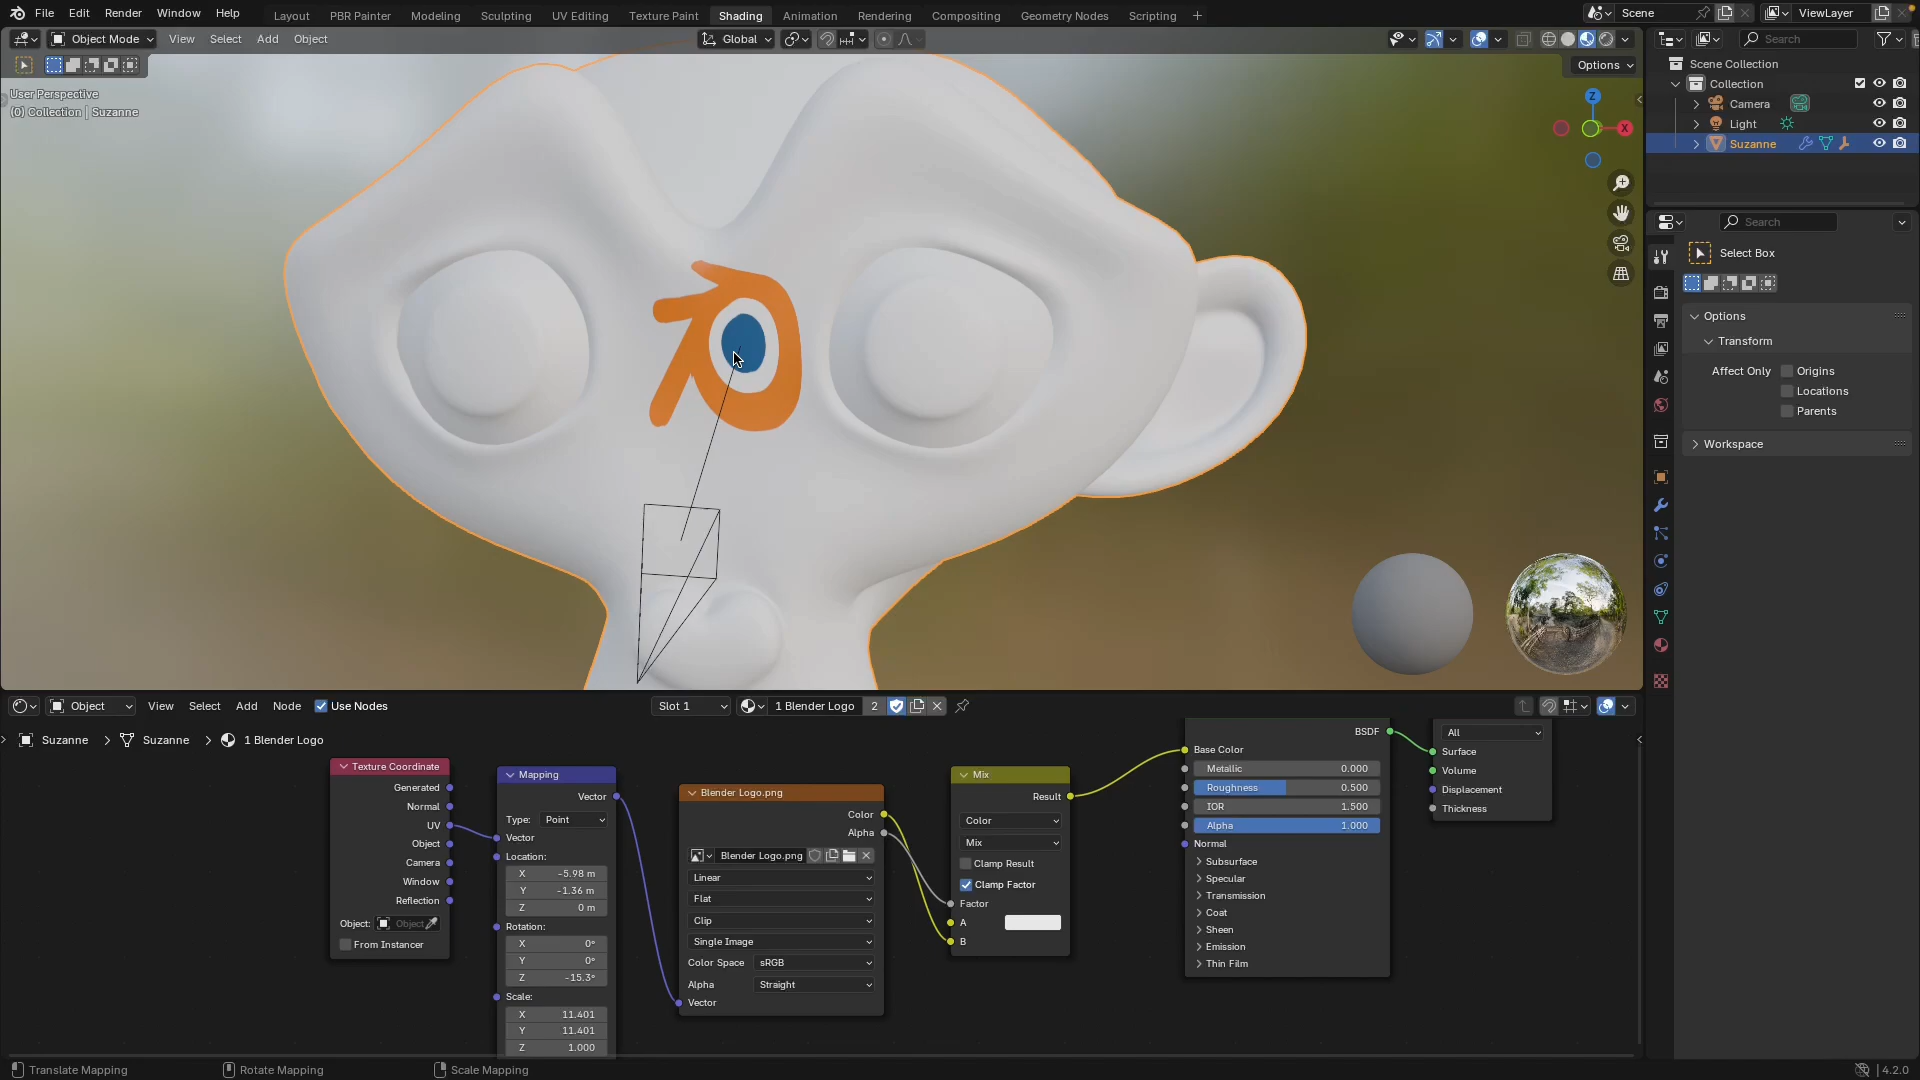 File Edit Render Window Help Layout PBR Painter Modeling Sculpting UV Editing Texture Paint Shading Animation Rendering Compositing Geometry Nodes Scripting + Scene ViewLayer
Object Mode View Select Add Object Global Search
Options
User Perspective
(0) Collection | Suzanne
Z
X
Scene Collection
Collection
Camera
Light
Suzanne
Search
Select Box
Options
Transform
Affect Only Origins
Locations
Parents
Workspace
Object View Select Add Node Use Nodes Slot 1 1 Blender Logo 2
Suzanne > Suzanne > 1 Blender Logo
Texture Coordinate
Generated
Normal
UV
Object
Camera
Window
Reflection
Object: Object
From Instancer
Mapping
Vector
Type: Point
Vector
Location:
X -5.98 m
Y -1.36 m
Z 0 m
Rotation:
X 0°
Y 0°
Z -15.3°
Scale:
X 11.401
Y 11.401
Z 1.000
Blender Logo.png
Color
Alpha
Blender Logo.png
Linear
Flat
Clip
Single Image
Color Space sRGB
Alpha Straight
Vector
Mix
Result
Color
Mix
Clamp Result
Clamp Factor
Factor
A
B
BSDF
Base Color
Metallic 0.000
Roughness 0.500
IOR 1.500
Alpha 1.000
Normal
Subsurface
Specular
Transmission
Coat
Sheen
Emission
Thin Film
All
Surface
Volume
Displacement
Thickness
Translate Mapping Rotate Mapping Scale Mapping 4.2.0